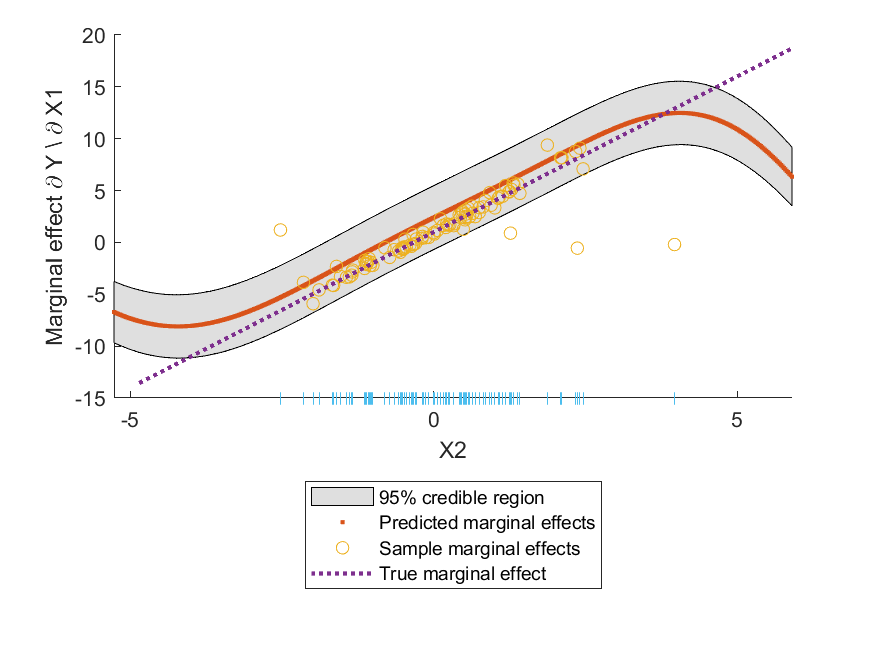 20
15
10
5
0
-5
-10
-15
Marginal effect ∂ Y \ ∂ X1
-5
0
5
X2
95% credible region
Predicted marginal effects
Sample marginal effects
True marginal effect